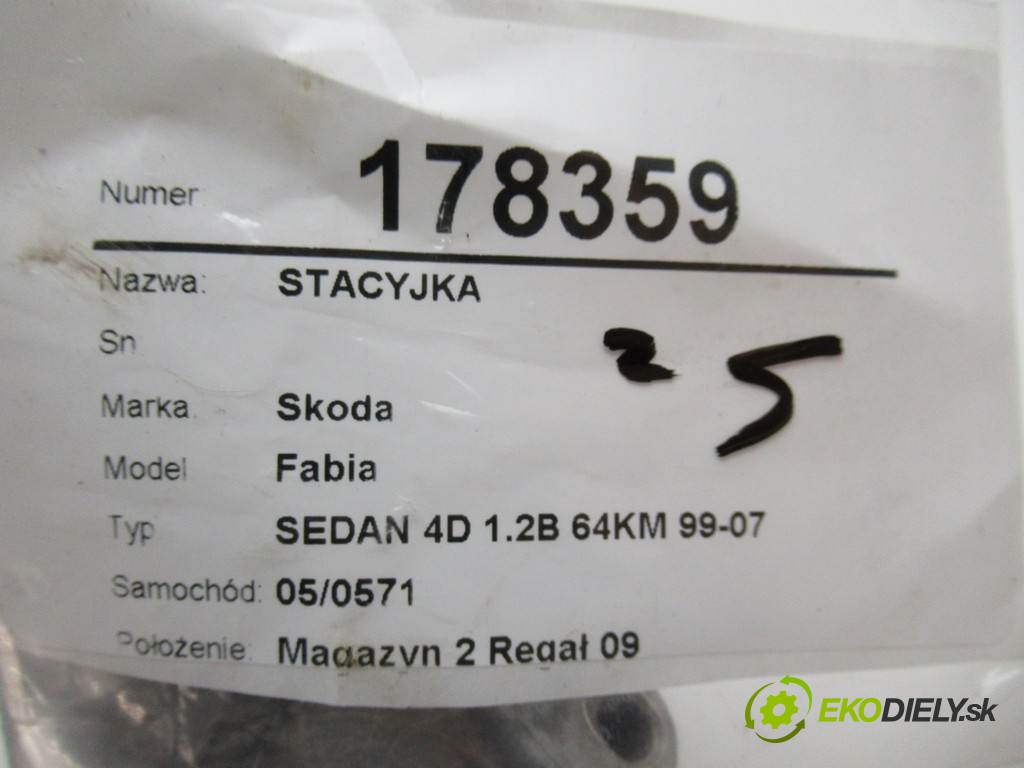 Numer: 178359
Nazwa: STACYJKA
Sn
25
Marka: Skoda
Model Fabia
Typ SEDAN 4D 1.2B 64KM 99-07
Samochód: 05/0571
Położenie: Magazyn 2 Regał 09
EKODIELY.sk